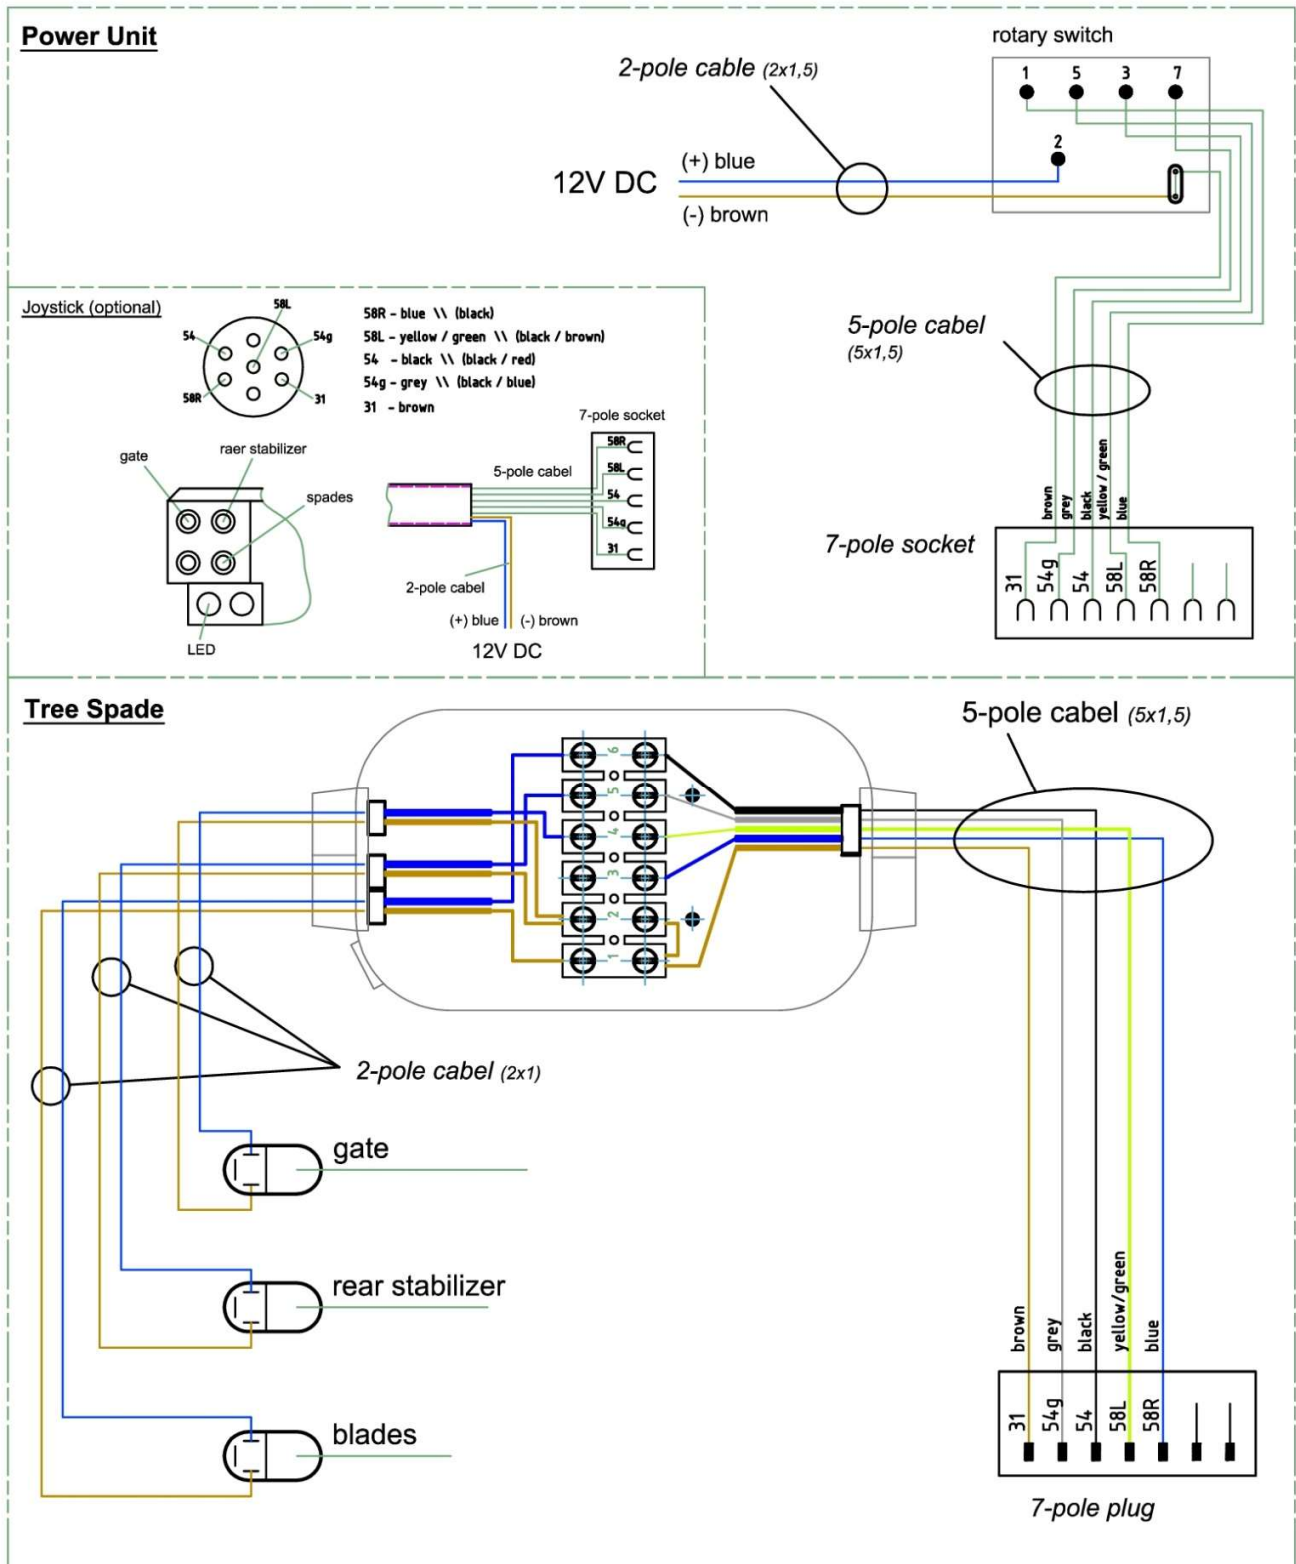 Power Unit
rotary switch
2-pole cable (2x1,5)
1 5 3 7
2
(+) blue
12V DC
(-) brown
Joystick (optional)
58L
54
54g
58R
31
58R - blue \\ (black)
58L - yellow / green \\ (black / brown)
54 - black \\ (black / red)
54g - grey \\ (black / blue)
31 - brown
5-pole cabel
(5x1,5)
7-pole socket
gate
raer stabilizer
spades
LED
5-pole cabel
58R
58L
54
54g
31
2-pole cabel
(+) blue
(-) brown
12V DC
brown
grey
black
yellow / green
blue
7-pole socket
31
54g
54
58L
58R
Tree Spade
5-pole cabel (5x1,5)
6
5
4
3
2
1
2-pole cabel (2x1)
gate
rear stabilizer
blades
brown
grey
black
yellow/green
blue
31
54g
54
58L
58R
7-pole plug